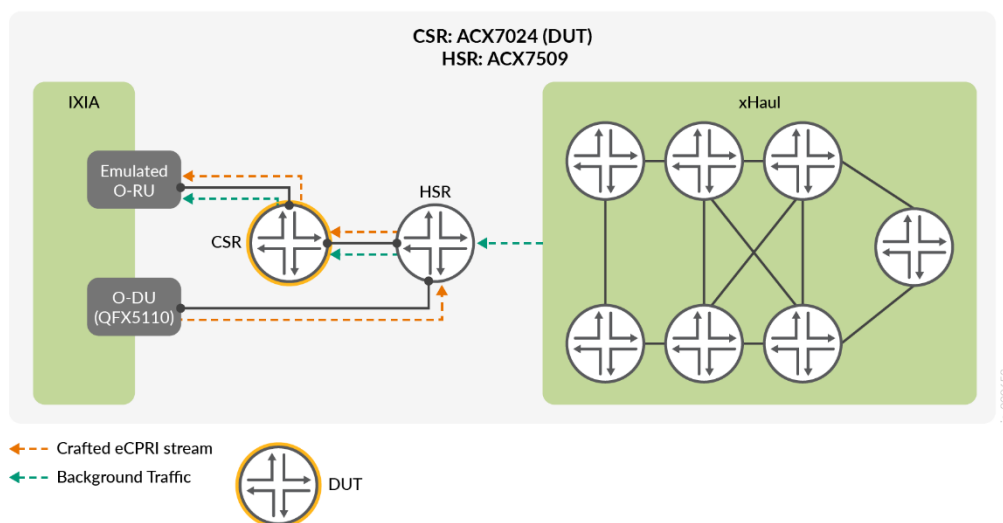 CSR: ACX7024 (DUT)
HSR: ACX7509
IXIA
xHaul
Emulated
O-RU
HSR
CSR
O-DU
(QFX5110)
Crafted eCPRI stream
Background Traffic
DUT